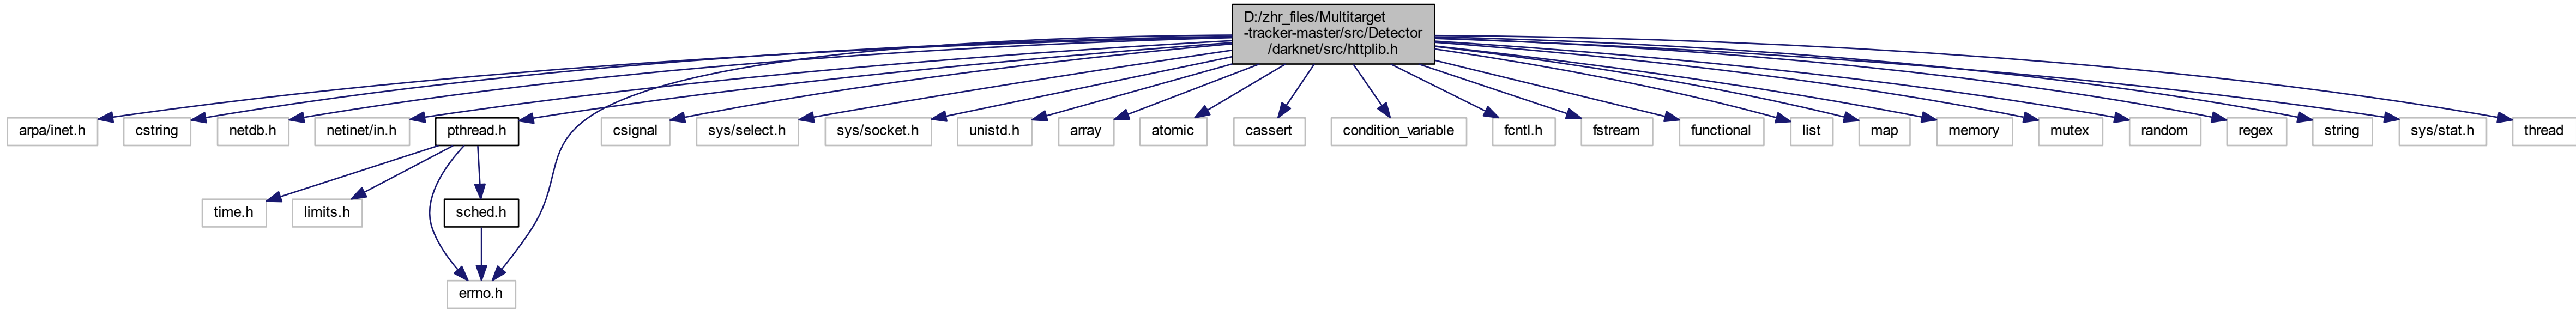 D:/zhr_files/Multitarget
-tracker-master/src/Detector
/darknet/src/httplib.h
arpa/inet.h
cstring
netdb.h
netinet/in.h
pthread.h
csignal
sys/select.h
sys/socket.h
unistd.h
array
atomic
cassert
condition_variable
fcntl.h
fstream
functional
list
map
memory
mutex
random
regex
string
sys/stat.h
thread
time.h
limits.h
sched.h
errno.h